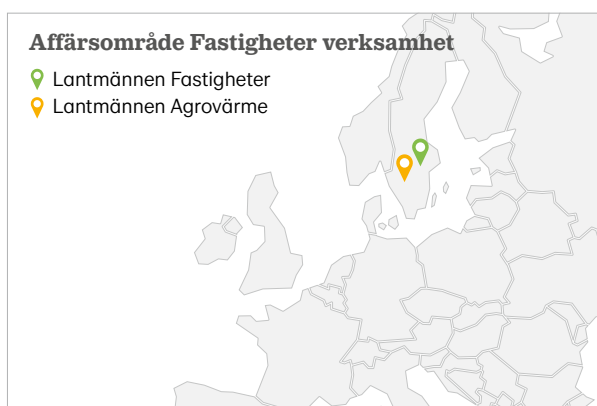 Affärsområde Fastigheter verksamhet
Lantmännen Fastigheter
Lantmännen Agrovärme